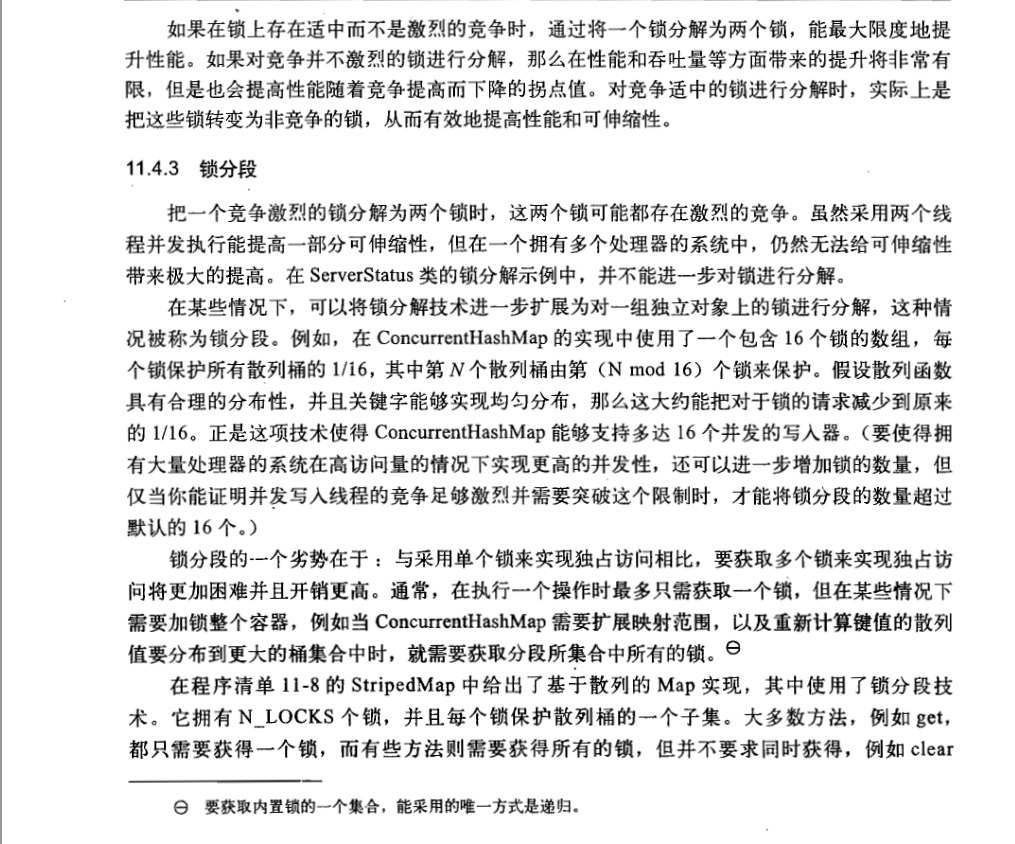 如果在锁上存在适中而不是激烈的竞争时，通过将一个锁分解为两个锁，能最大限度地提
升性能。如果对竞争并不激烈的锁进行分解，那么在性能和吞吐量等方面带来的提升将非常有
限，但是也会提高性能随着竞争提高而下降的拐点值。对竞争适中的锁进行分解时，实际上是
把这些锁转变为非竞争的锁，从而有效地提高性能和可伸缩性。
11.4.3 锁分段
把一个竞争激烈的锁分解为两个锁时，这两个锁可能都存在激烈的竞争。虽然采用两个线
程并发执行能提高一部分可伸缩性，但在一个拥有多个处理器的系统中，仍然无法给可伸缩性
带来极大的提高。在 ServerStatus 类的锁分解示例中，并不能进一步对锁进行分解。
在某些情况下，可以将锁分解技术进一步扩展为对一组独立对象上的锁进行分解，这种情
况被称为锁分段。例如，在 ConcurrentHashMap 的实现中使用了一个包含 16 个锁的数组，每
个锁保护所有散列桶的 1/16，其中第 N 个散列桶由第（N mod 16）个锁来保护。假设散列函数
具有合理的分布性，并且关键字能够实现均匀分布，那么这大约能把对于锁的请求减少到原来
的 1/16。正是这项技术使得 ConcurrentHashMap 能够支持多达 16 个并发的写入器。（要使得拥
有大量处理器的系统在高访问量的情况下实现更高的并发性，还可以进一步增加锁的数量，但
仅当你能证明并发写入线程的竞争足够激烈并需要突破这个限制时，才能将锁分段的数量超过
默认的 16 个。）
锁分段的一个劣势在于：与采用单个锁来实现独占访问相比，要获取多个锁来实现独占访
问将更加困难并且开销更高。通常，在执行一个操作时最多只需获取一个锁，但在某些情况下
需要加锁整个容器，例如当 ConcurrentHashMap 需要扩展映射范围，以及重新计算键值的散列
值要分布到更大的桶集合中时，就需要获取分段所集合中所有的锁。⊖
在程序清单 11-8 的 StripedMap 中给出了基于散列的 Map 实现，其中使用了锁分段技
术。它拥有 N_LOCKS 个锁，并且每个锁保护散列桶的一个子集。大多数方法，例如 get，
都只需要获得一个锁，而有些方法则需要获得所有的锁，但并不要求同时获得，例如 clear
⊖ 要获取内置锁的一个集合，能采用的唯一方式是递归。